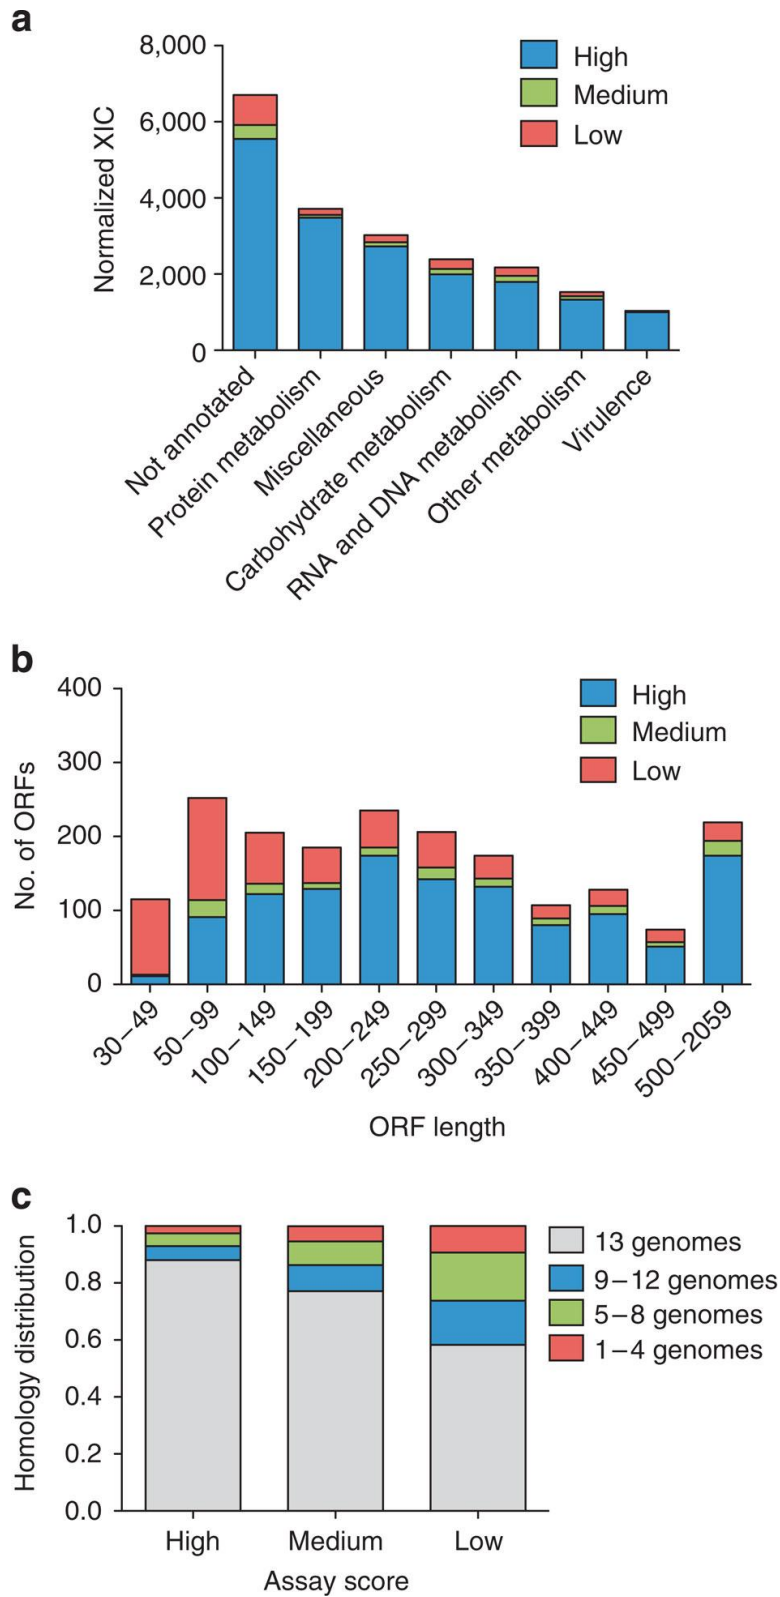 a
Normalized XIC
8,000
6,000
4,000
2,000
0
High
Medium
Low
Not annotated
Protein metabolism
Miscellaneous
Carbohydrate metabolism
RNA and DNA metabolism
Other metabolism
Virulence
b
No. of ORFs
400
300
200
100
0
High
Medium
Low
30–49
50–99
100–149
150–199
200–249
250–299
300–349
350–399
400–449
450–499
500–2059
ORF length
c
Homology distribution
1.0
0.8
0.6
0.4
0.2
0.0
13 genomes
9–12 genomes
5–8 genomes
1–4 genomes
High
Medium
Low
Assay score